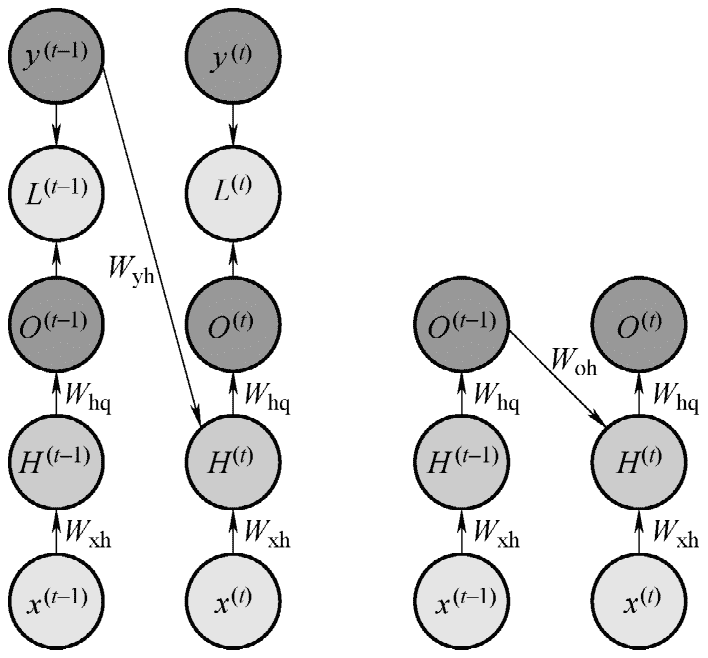 y(t–1) y(t)
L(t–1) L(t)
Wyh
O(t–1) O(t) O(t–1) O(t)
Woh
Whq Whq Whq Whq
H(t–1) H(t) H(t–1) H(t)
Wxh Wxh Wxh Wxh
x(t–1) x(t) x(t–1) x(t)